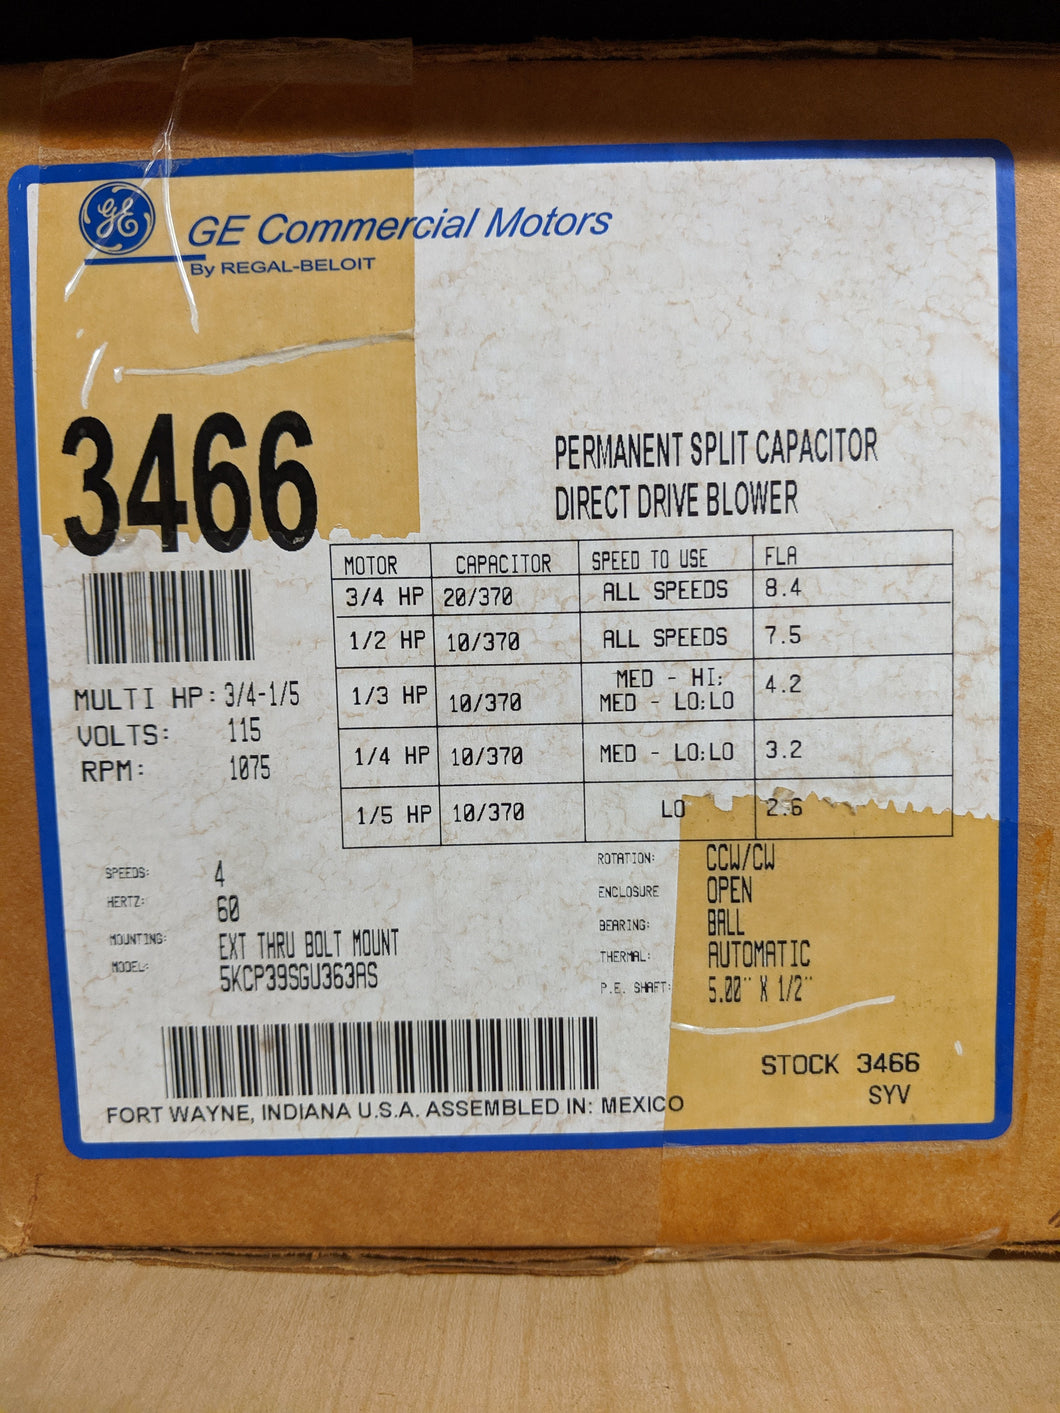 GE
GE Commercial Motors
By REGAL-BELOIT
3466
PERMANENT SPLIT CAPACITOR
DIRECT DRIVE BLOWER
MOTOR CAPACITOR SPEED TO USE FLA
3/4 HP 20/370 ALL SPEEDS 8.4
1/2 HP 10/370 ALL SPEEDS 7.5
1/3 HP 10/370 MED - HI; MED - LO;LO 4.2
1/4 HP 10/370 MED - LO;LO 3.2
1/5 HP 10/370 LO 2.6
MULTI HP: 3/4-1/5
VOLTS: 115
RPM: 1075
SPEEDS: 4
HERTZ: 60
MOUNTING: EXT THRU BOLT MOUNT
MODEL: 5KCP39SGU363AS
ROTATION: CCW/CW
ENCLOSURE OPEN
BEARING: BALL
THERMAL: AUTOMATIC
P.E. SHAFT: 5.00" X 1/2"
STOCK 3466
SYV
FORT WAYNE, INDIANA U.S.A. ASSEMBLED IN: MEXICO